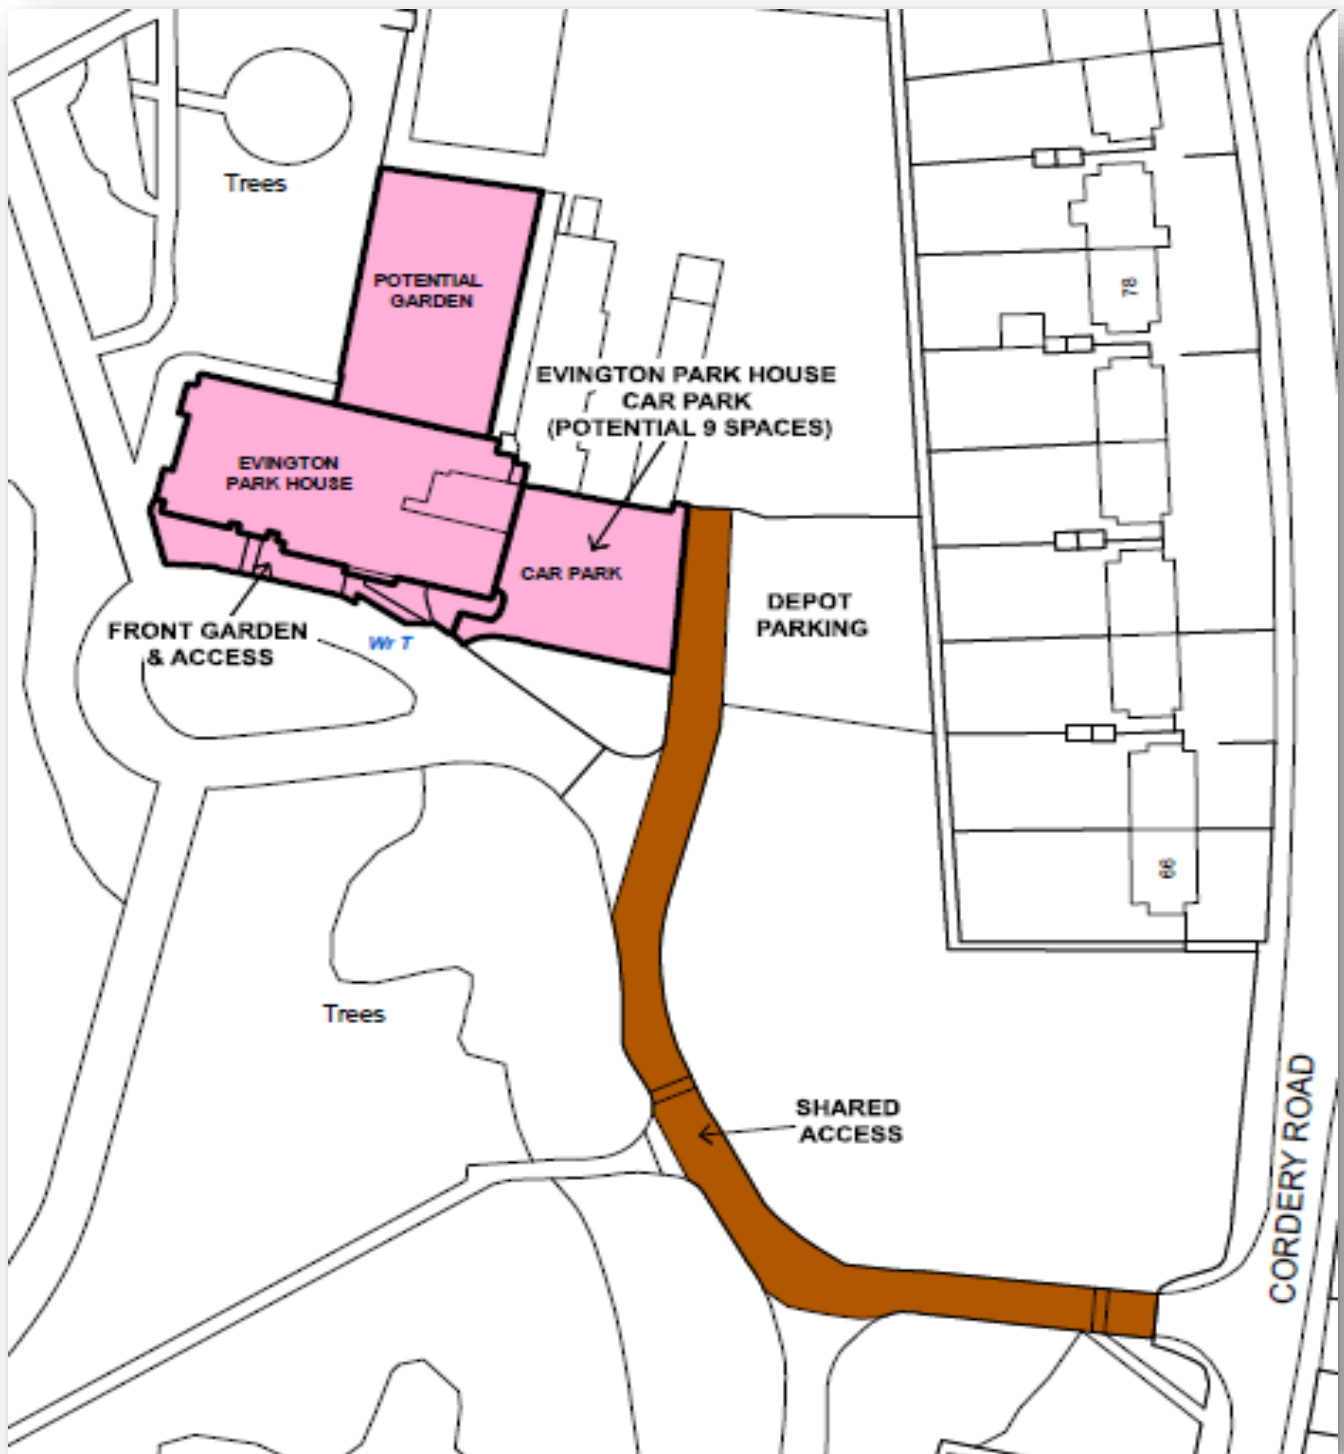 Trees
POTENTIAL
GARDEN
78
EVINGTON PARK HOUSE
CAR PARK
(POTENTIAL 9 SPACES)
EVINGTON
PARK HOUSE
CAR PARK
DEPOT
PARKING
FRONT GARDEN
& ACCESS
Wr T
66
Trees
SHARED
ACCESS
CORDERY ROAD